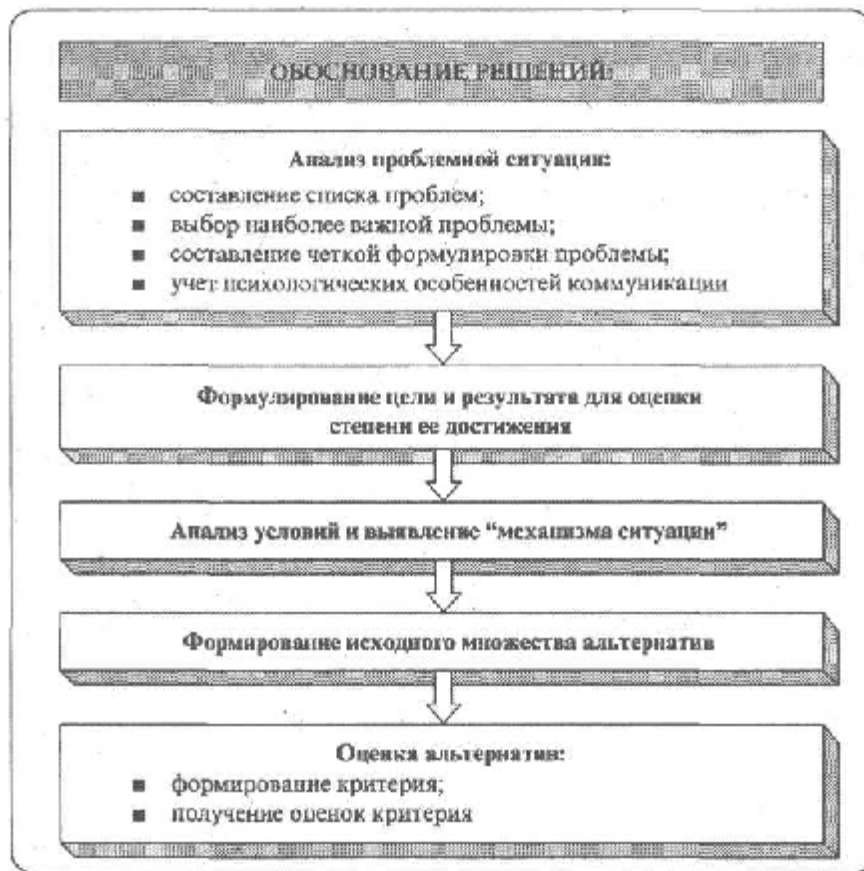 ОБОСНОВАНИЕ РЕШЕНИЙ:
Анализ проблемной ситуации:
■ составление списка проблем;
■ выбор наиболее важной проблемы;
■ составление четкой формулировки проблемы;
■ учет психологических особенностей коммуникации
Формулирование цели и результата для оценки
степени ее достижения
Анализ условий и выявление “механизма ситуации”
Формирование исходного множества альтернатив
Оценка альтернатив:
■ формирование критерия;
■ получение оценок критерия